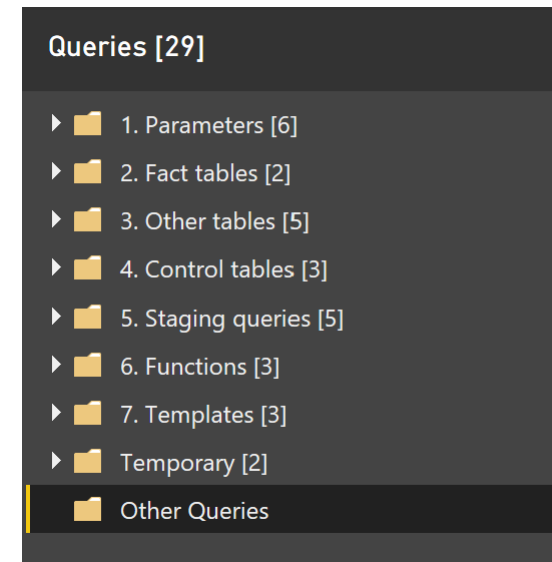 Queries [29]
1. Parameters [6]
2. Fact tables [2]
3. Other tables [5]
4. Control tables [3]
5. Staging queries [5]
6. Functions [3]
7. Templates [3]
Temporary [2]
Other Queries